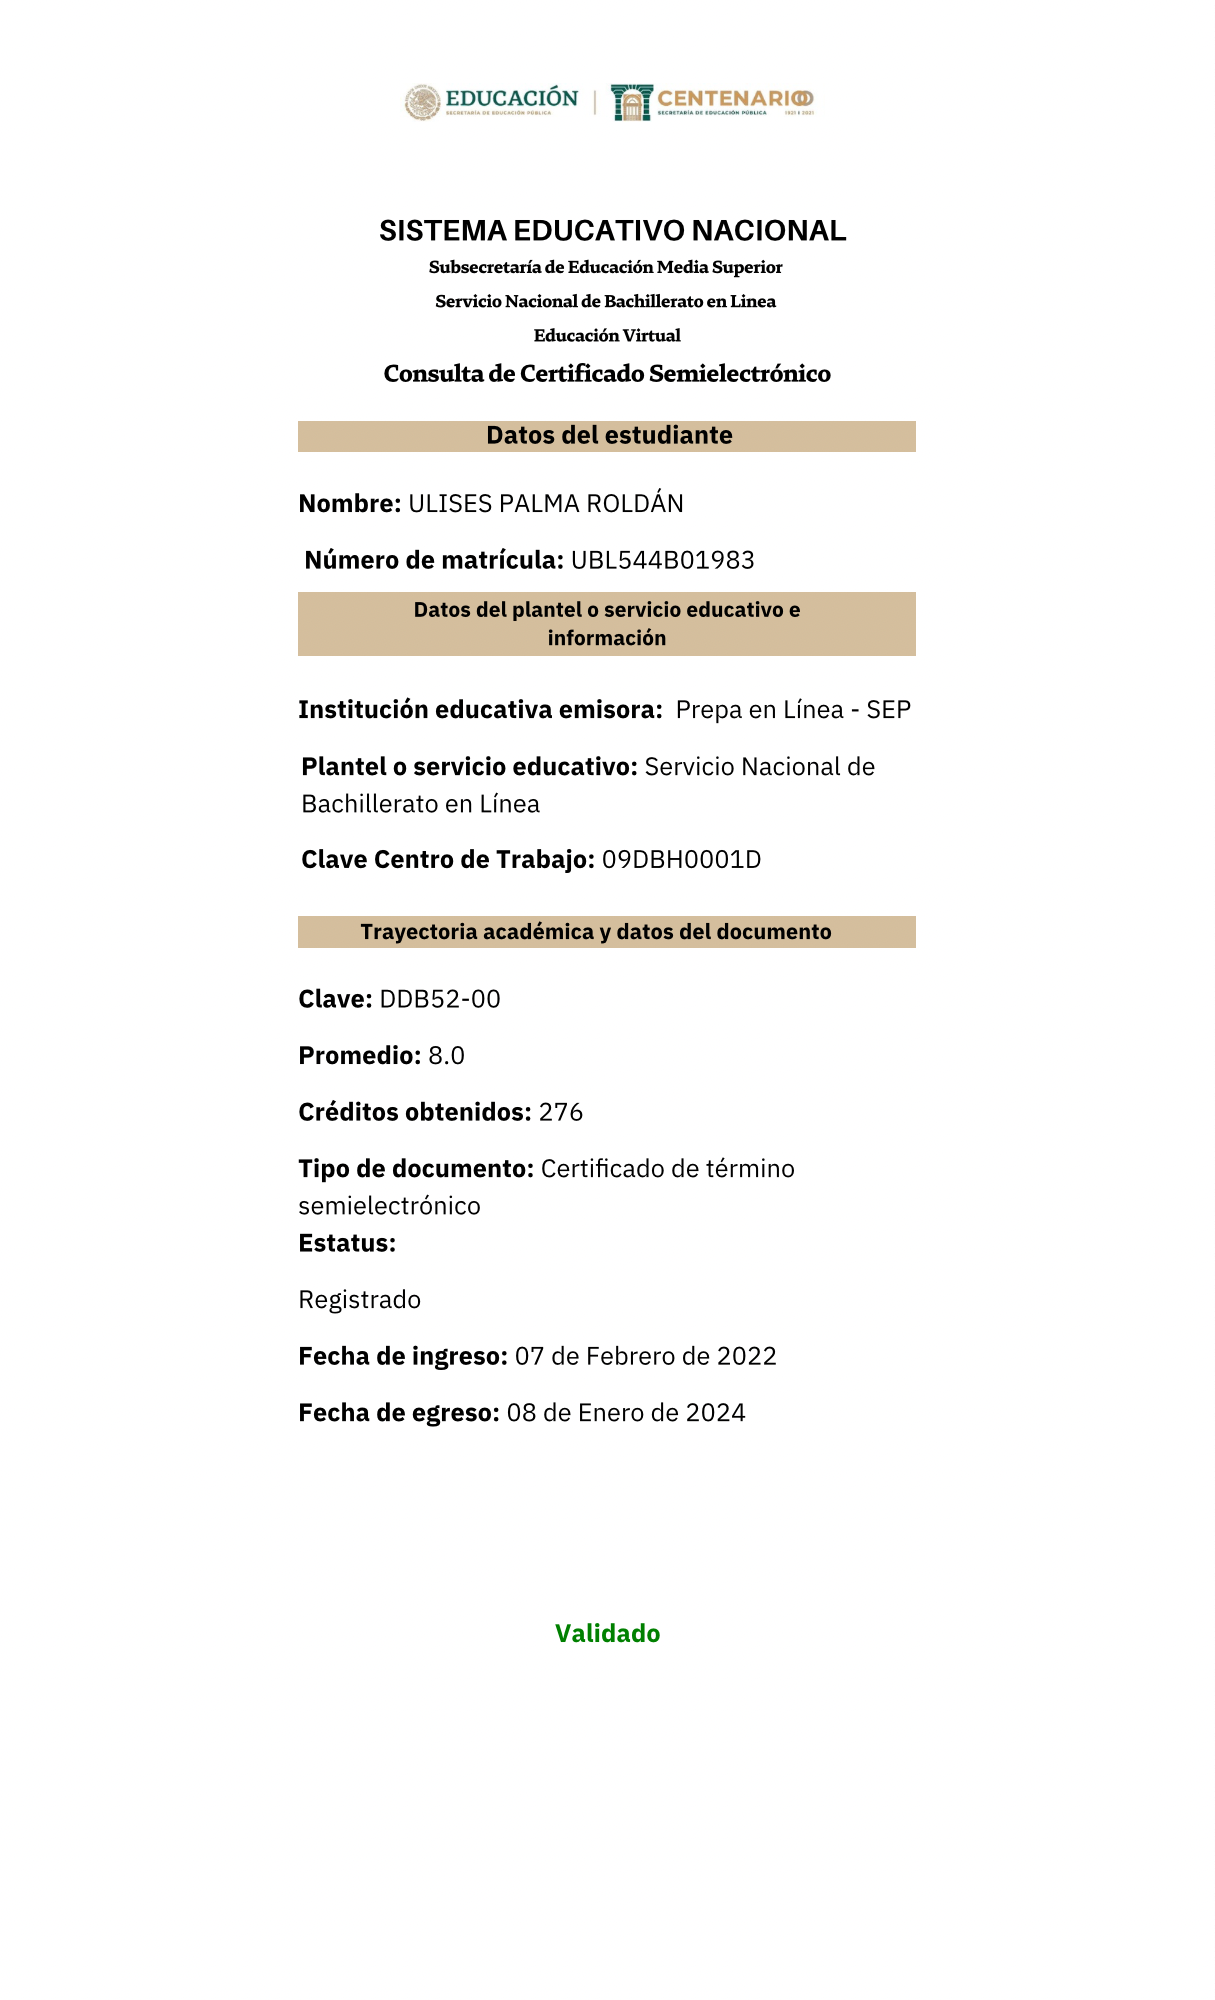 EDUCACIÓN
SECRETARÍA DE EDUCACIÓN PÚBLICA
CENTENARIO
SECRETARÍA DE EDUCACIÓN PÚBLICA
SISTEMA EDUCATIVO NACIONAL
Subsecretaría de Educación Media Superior
Servicio Nacional de Bachillerato en Linea
Educación Virtual
Consulta de Certificado Semielectrónico
Datos del estudiante
Nombre: ULISES PALMA ROLDÁN
Número de matrícula: UBL544B01983
Datos del plantel o servicio educativo e
información
Institución educativa emisora: Prepa en Línea - SEP
Plantel o servicio educativo: Servicio Nacional de
Bachillerato en Línea
Clave Centro de Trabajo: 09DBH0001D
Trayectoria académica y datos del documento
Clave: DDB52-00
Promedio: 8.0
Créditos obtenidos: 276
Tipo de documento: Certificado de término
semielectrónico
Estatus:
Registrado
Fecha de ingreso: 07 de Febrero de 2022
Fecha de egreso: 08 de Enero de 2024
Validado